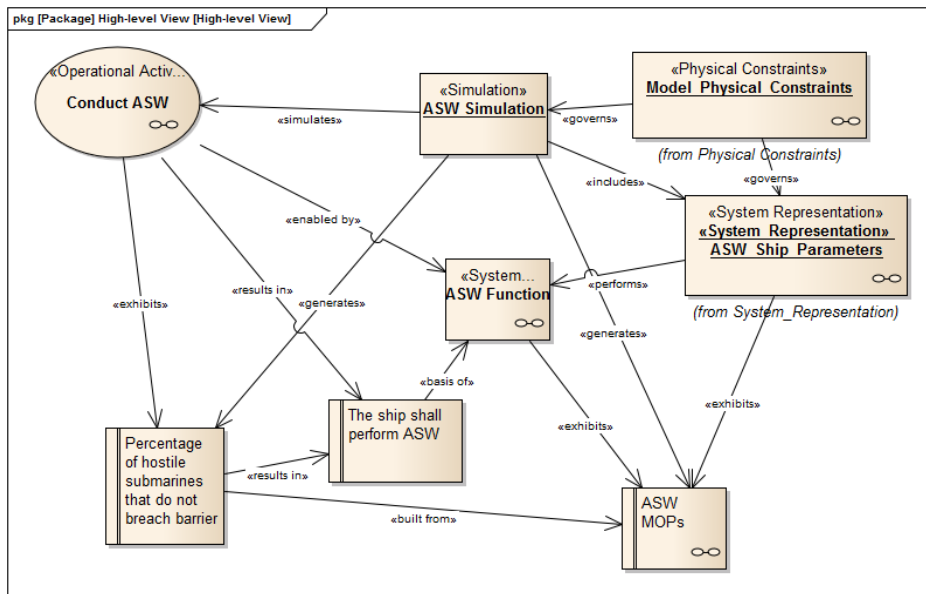 pkg [Package] High-level View [High-level View]
«Operational Activ...
Conduct ASW
«Simulation»
ASW Simulation
«Physical Constraints»
Model_Physical_Constraints
(from Physical Constraints)
«simulates»
«governs»
«governs»
«includes»
«System Representation»
«System_Representation»
ASW_Ship_Parameters
(from System_Representation)
«enabled by»
«System...
ASW Function
«exhibits»
«results in»
«generates»
«performs»
«generates»
«basis of»
«exhibits»
«exhibits»
The ship shall
perform ASW
Percentage
of hostile
submarines
that do not
breach barrier
«results in»
«built from»
ASW
MOPs